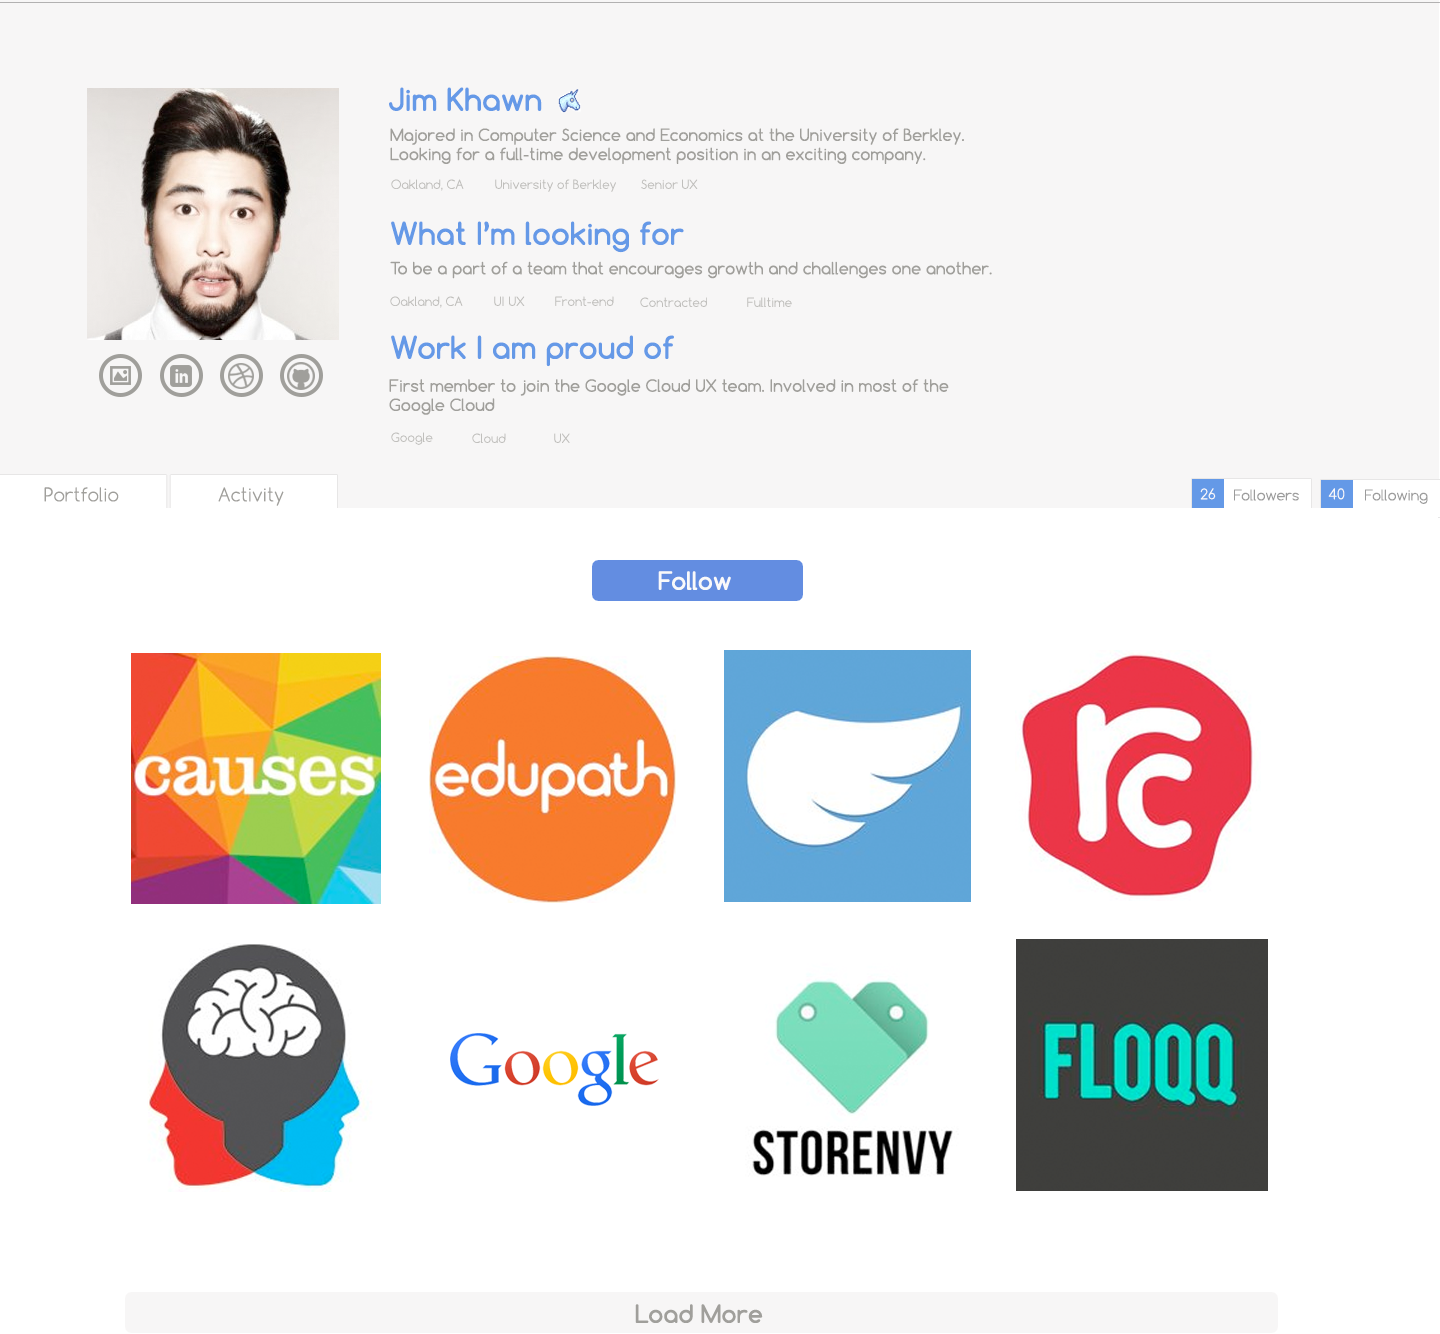 Jim Khawn
Majored in Computer Science and Economics at the University of Berkley.
Looking for a full-time development position in an exciting company.
Oakland, CA University of Berkley Senior UX
What I'm looking for
To be a part of a team that encourages growth and challenges one another.
Oakland, CA UI UX Front-end Contracted Fulltime
Work I am proud of
First member to join the Google Cloud UX team. Involved in most of the
Google Cloud
Google Cloud UX
in
Portfolio Activity 26 Followers 40 Following
Follow
causes
edupath
rc
Google
STORENVY
FLOQQ
Load More